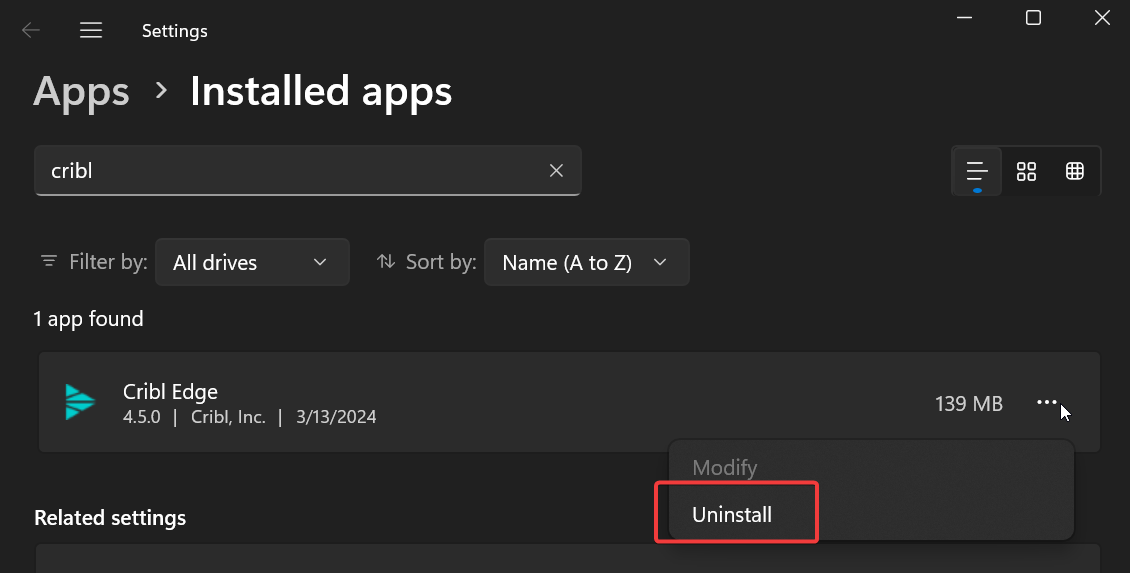 Settings
Apps > Installed apps
cribl
Filter by: All drives Sort by: Name (A to Z)
1 app found
Cribl Edge
4.5.0 | Cribl, Inc. | 3/13/2024
139 MB
Modify
Uninstall
Related settings